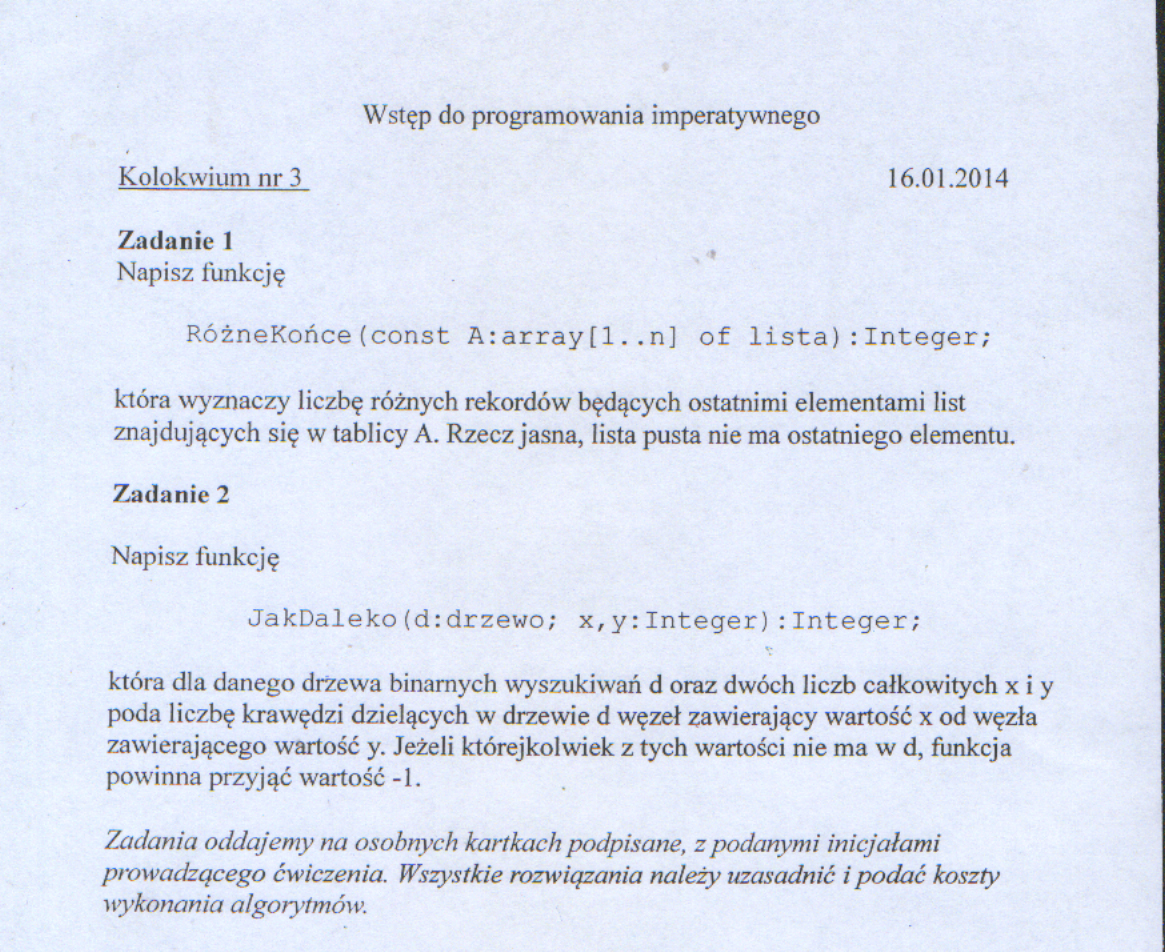 Wstęp do programowania imperatywnego
Kolokwium nr 3
16.01.2014
Zadanie 1
Napisz funkcję
RóżneKońce(const A:array[1..n] of lista):Integer;
która wyznaczy liczbę różnych rekordów będących ostatnimi elementami list
znajdujących się w tablicy A. Rzecz jasna, lista pusta nie ma ostatniego elementu.
Zadanie 2
Napisz funkcję
JakDaleko(d:drzewo; x,y:Integer):Integer;
która dla danego drzewa binarnych wyszukiwań d oraz dwóch liczb całkowitych x i y
poda liczbę krawędzi dzielących w drzewie d węzeł zawierający wartość x od węzła
zawierającego wartość y. Jeżeli którejkolwiek z tych wartości nie ma w d, funkcja
powinna przyjąć wartość -1.
Zadania oddajemy na osobnych kartkach podpisane, z podanymi inicjałami
prowadzącego ćwiczenia. Wszystkie rozwiązania należy uzasadnić i podać koszty
wykonania algorytmów.